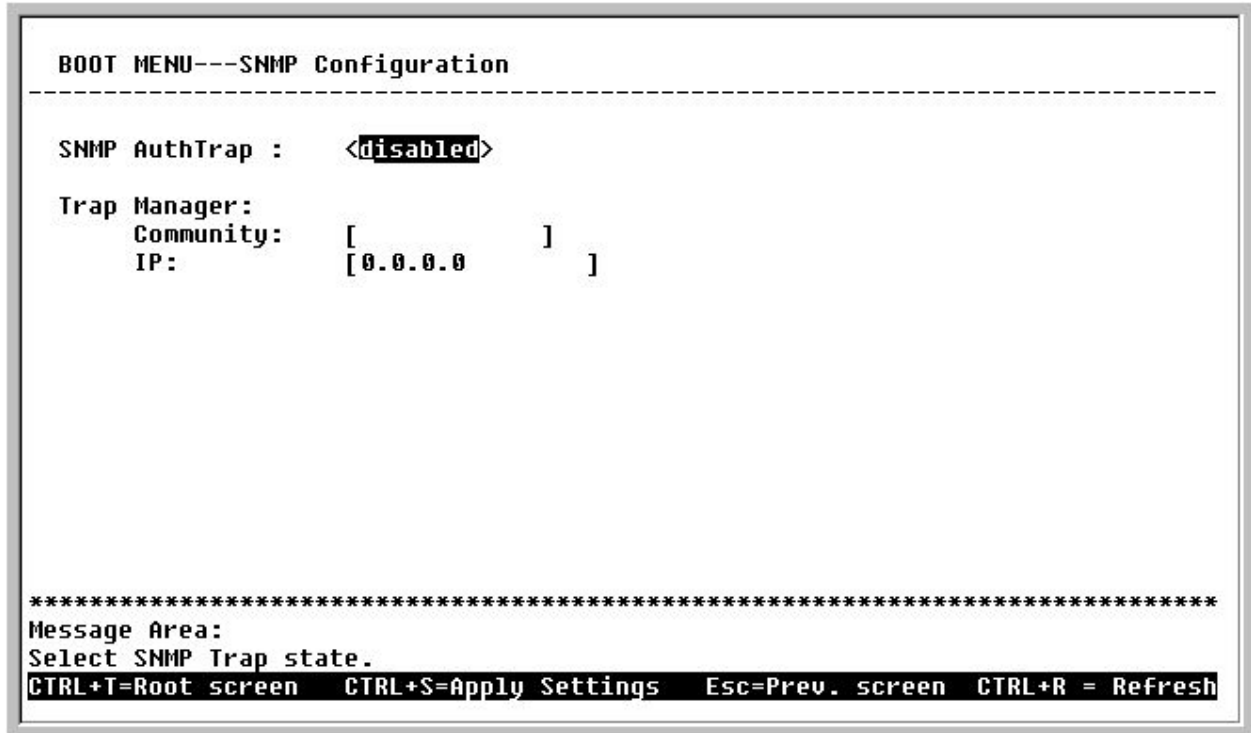 BOOT MENU---SNMP Configuration
--------------------------------------------------------------------------------
SNMP AuthTrap : <disabled>
Trap Manager:
Community: [ ]
IP: [0.0.0.0 ]
********************************************************************************
Message Area:
Select SNMP Trap state.
CTRL+T=Root screen CTRL+S=Apply Settings Esc=Prev. screen CTRL+R = Refresh